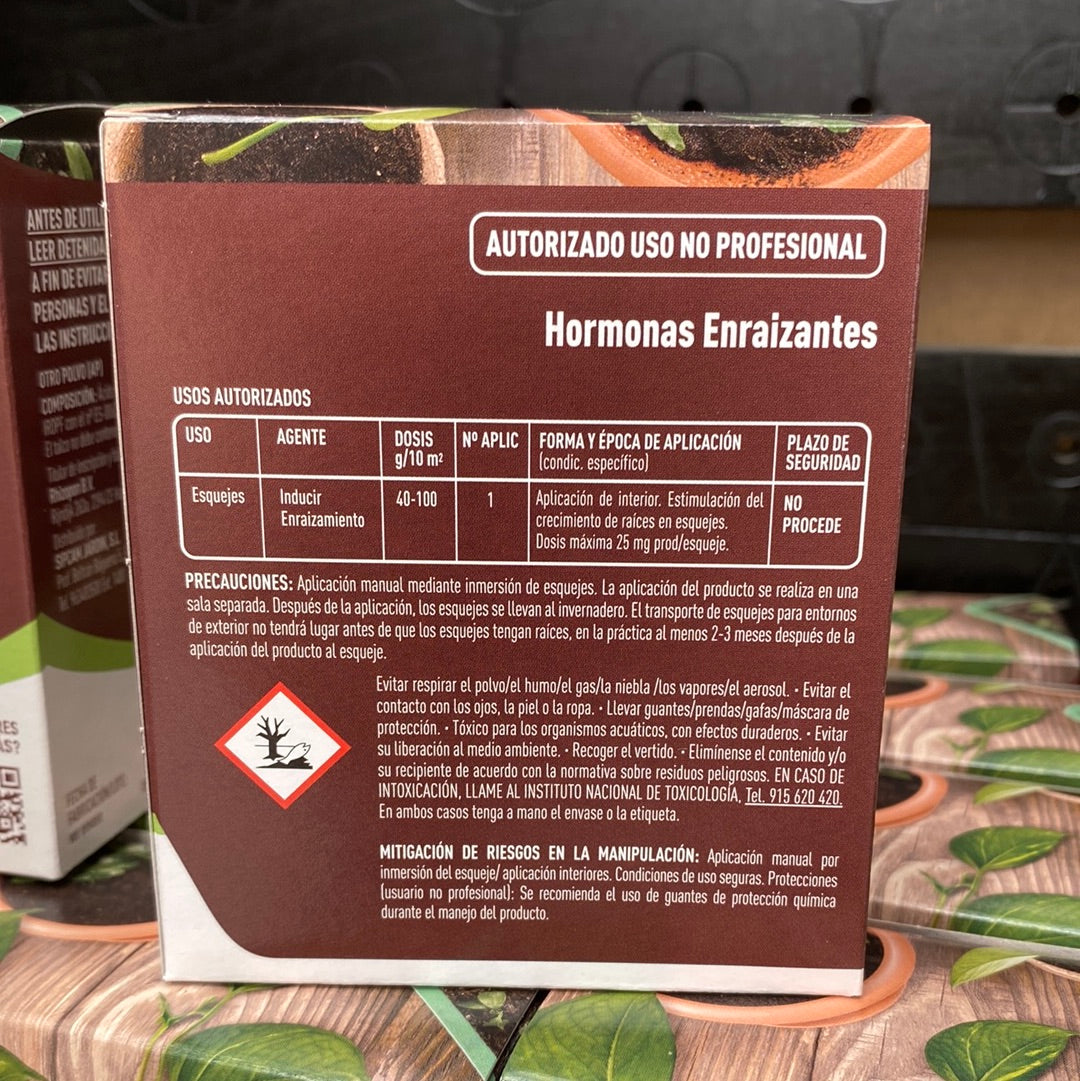 ANTES DE
LEER
A FIN DE
PERSONAS Y EL
OTRO POLVO (AP)
COMPOSICIÓN:
AUTORIZADO USO NO PROFESIONAL
Hormonas Enraizantes
USOS AUTORIZADOS
USO AGENTE DOSIS g/10 m² Nº APLIC FORMA Y ÉPOCA DE APLICACIÓN (condic. específico) PLAZO DE SEGURIDAD
Esquejes Inducir Enraizamiento 40-100 1 Aplicación de interior. Estimulación del crecimiento de raíces en esquejes. Dosis máxima 25 mg prod/esqueje. NO PROCEDE
PRECAUCIONES: Aplicación manual mediante inmersión de esquejes. La aplicación del producto se realiza en una
sala separada. Después de la aplicación, los esquejes se llevan al invernadero. El transporte de esquejes para entornos
de exterior no tendrá lugar antes de que los esquejes tengan raíces, en la práctica al menos 2-3 meses después de la
aplicación del producto al esqueje.
Evitar respirar el polvo/el humo/el gas/la niebla /los vapores/el aerosol. • Evitar el
contacto con los ojos, la piel o la ropa. • Llevar guantes/prendas/gafas/máscara de
protección. • Tóxico para los organismos acuáticos, con efectos duraderos. • Evitar
su liberación al medio ambiente. • Recoger el vertido. • Elimínense el contenido y/o
su recipiente de acuerdo con la normativa sobre residuos peligrosos. EN CASO DE
INTOXICACIÓN, LLAME AL INSTITUTO NACIONAL DE TOXICOLOGÍA, Tel. 915 620 420.
En ambos casos tenga a mano el envase o la etiqueta.
MITIGACIÓN DE RIESGOS EN LA MANIPULACIÓN: Aplicación manual por
inmersión del esqueje/ aplicación interiores. Condiciones de uso seguras. Protecciones
(usuario no profesional): Se recomienda el uso de guantes de protección química
durante el manejo del producto.